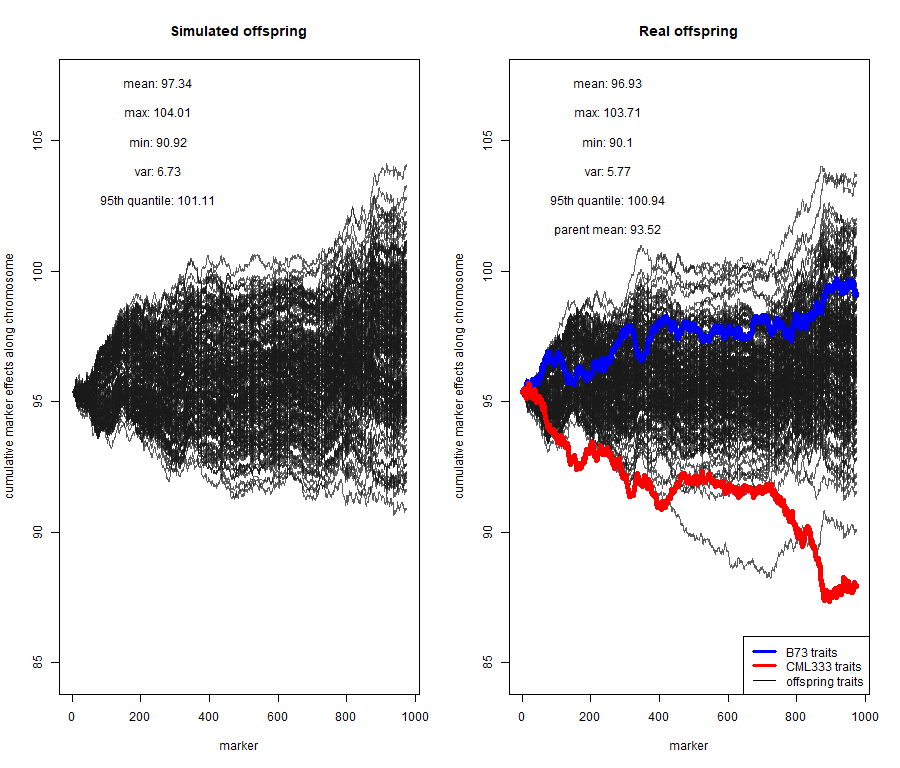 Simulated offspring
mean: 97.34
max: 104.01
min: 90.92
var: 6.73
95th quantile: 101.11
cumulative marker effects along chromosome
105
100
95
90
85
0 200 400 600 800 1000
marker
Real offspring
mean: 96.93
max: 103.71
min: 90.1
var: 5.77
95th quantile: 100.94
parent mean: 93.52
cumulative marker effects along chromosome
105
100
95
90
85
B73 traits
CML333 traits
offspring traits
0 200 400 600 800 1000
marker